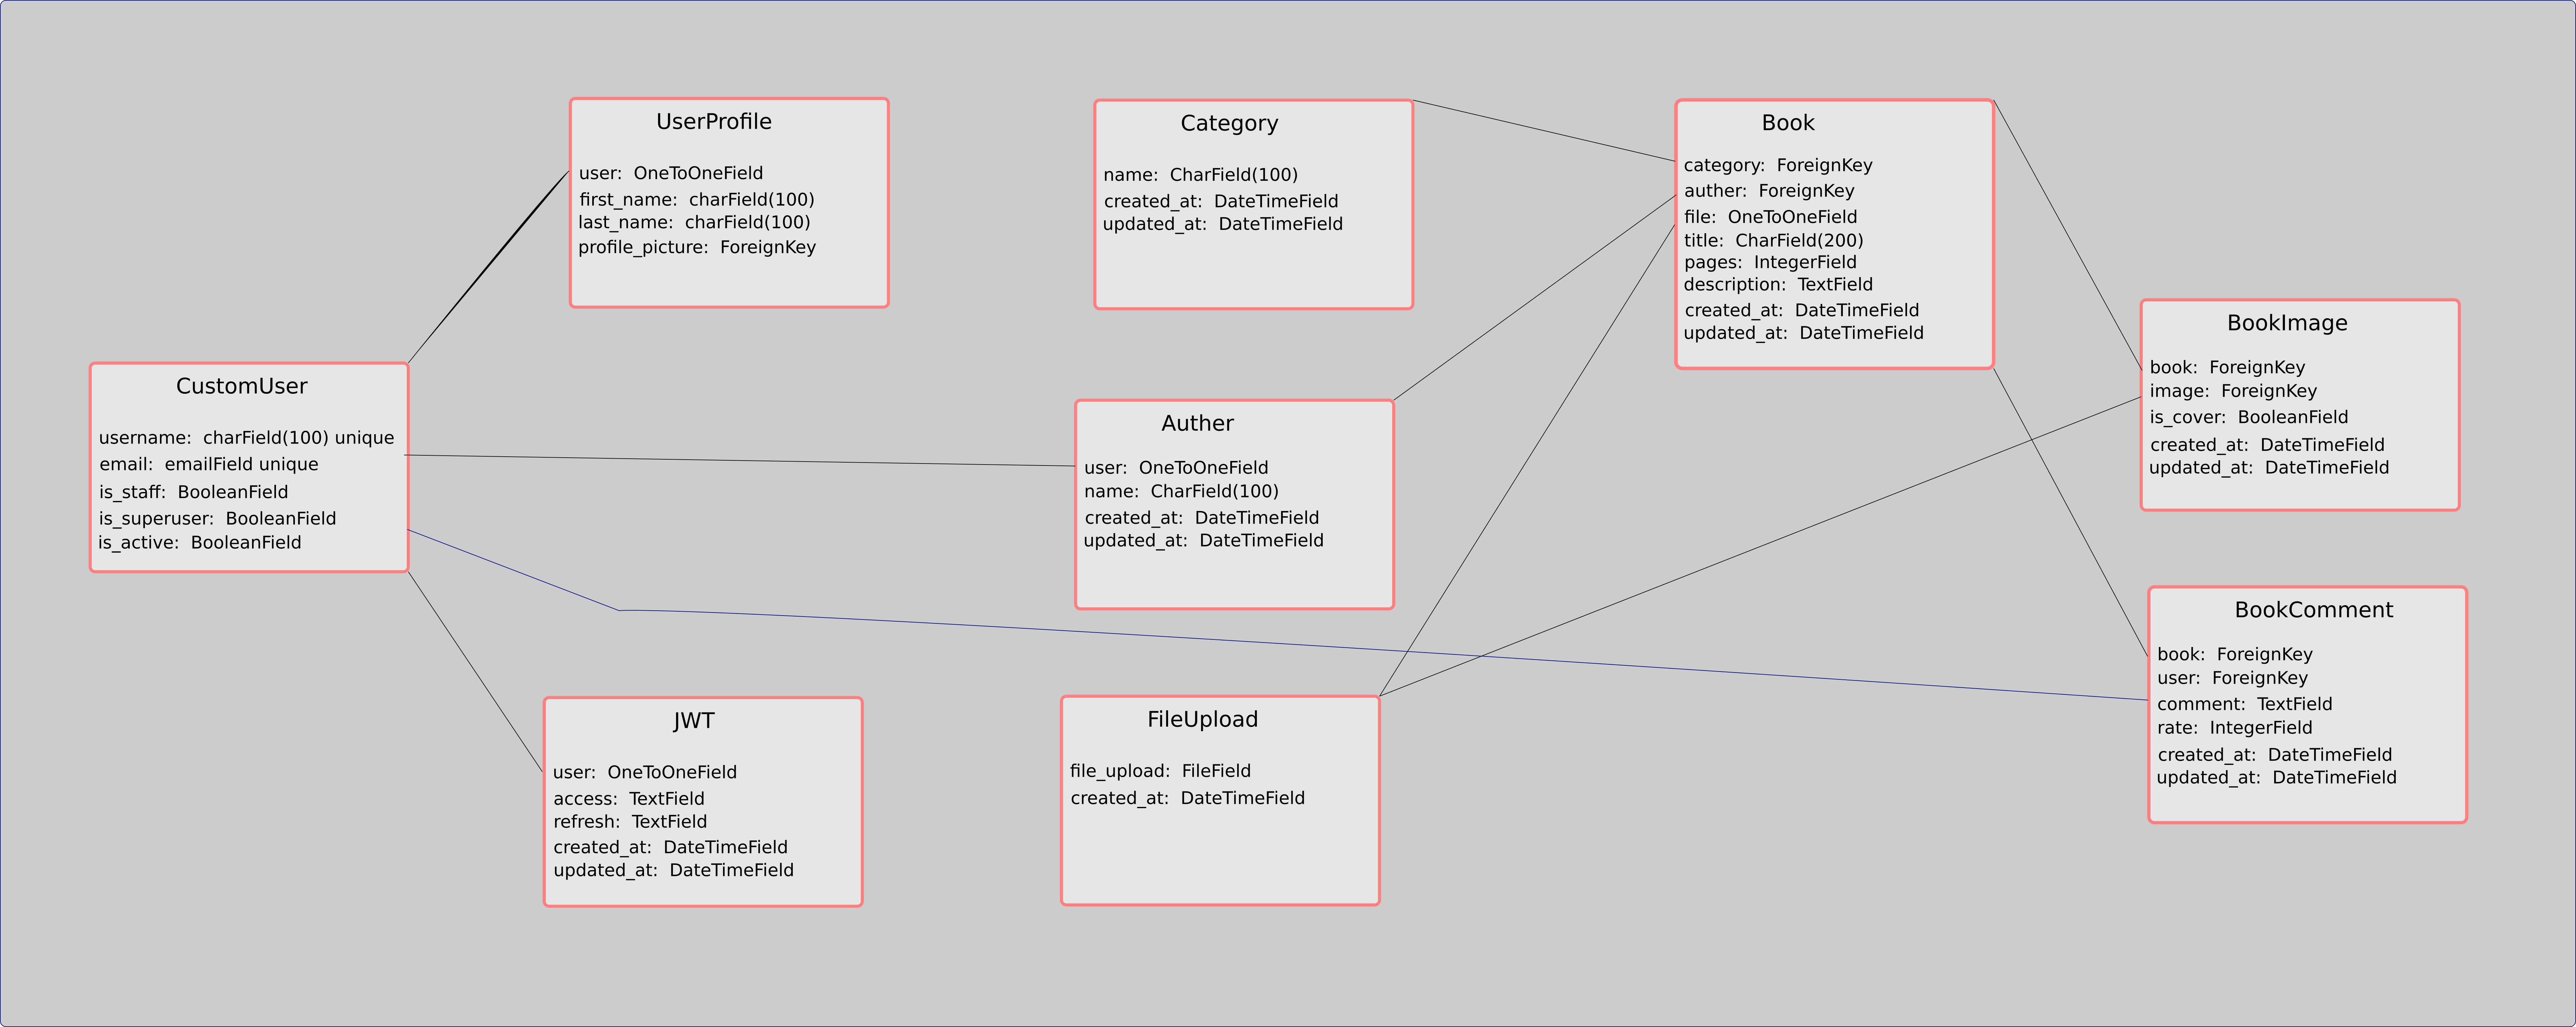 UserProfile
user: OneToOneField
first_name: charField(100)
last_name: charField(100)
profile_picture: ForeignKey
Category
name: CharField(100)
created_at: DateTimeField
updated_at: DateTimeField
Book
category: ForeignKey
auther: ForeignKey
file: OneToOneField
title: CharField(200)
pages: IntegerField
description: TextField
created_at: DateTimeField
updated_at: DateTimeField
BookImage
book: ForeignKey
image: ForeignKey
is_cover: BooleanField
created_at: DateTimeField
updated_at: DateTimeField
CustomUser
username: charField(100) unique
email: emailField unique
is_staff: BooleanField
is_superuser: BooleanField
is_active: BooleanField
Auther
user: OneToOneField
name: CharField(100)
created_at: DateTimeField
updated_at: DateTimeField
BookComment
book: ForeignKey
user: ForeignKey
comment: TextField
rate: IntegerField
created_at: DateTimeField
updated_at: DateTimeField
JWT
user: OneToOneField
access: TextField
refresh: TextField
created_at: DateTimeField
updated_at: DateTimeField
FileUpload
file_upload: FileField
created_at: DateTimeField